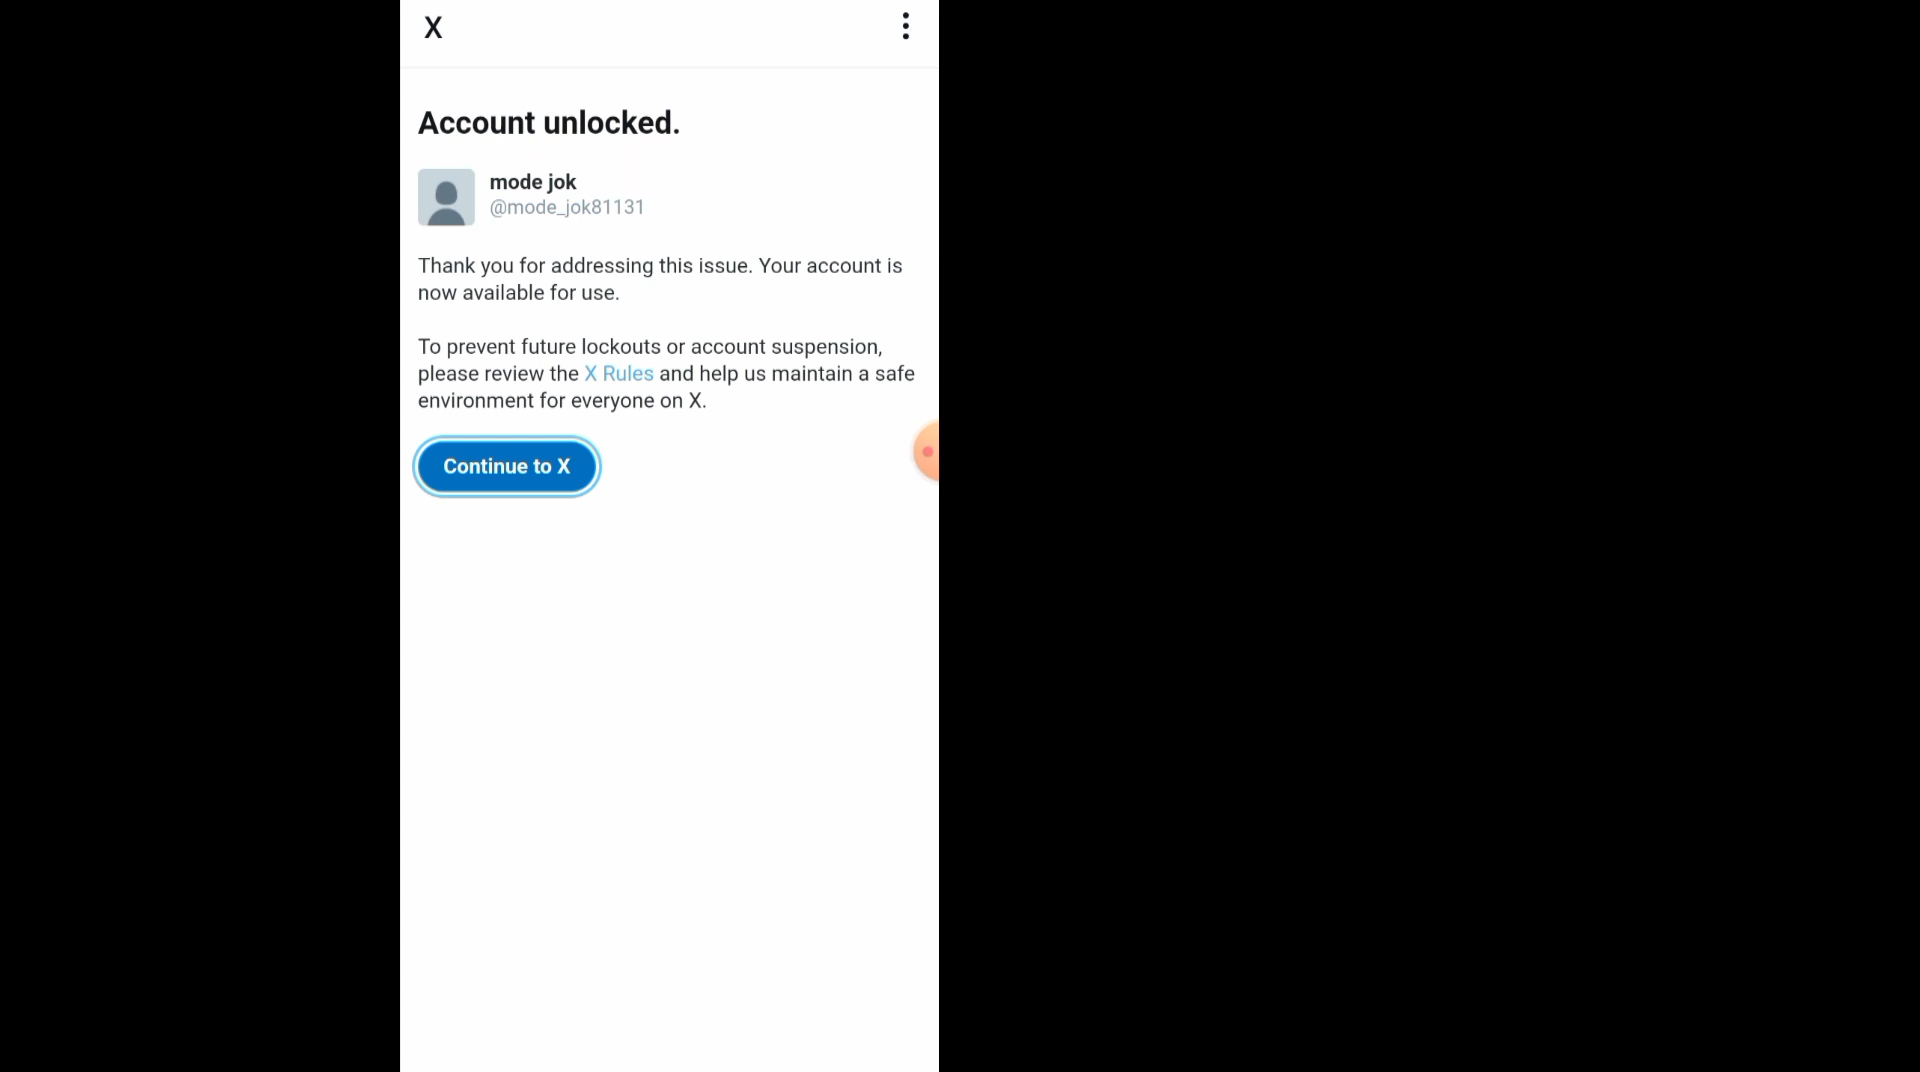 X
Account unlocked.
mode jok
@mode_jok81131
Thank you for addressing this issue. Your account is
now available for use.
To prevent future lockouts or account suspension,
please review the X Rules and help us maintain a safe
environment for everyone on X.
Continue to X